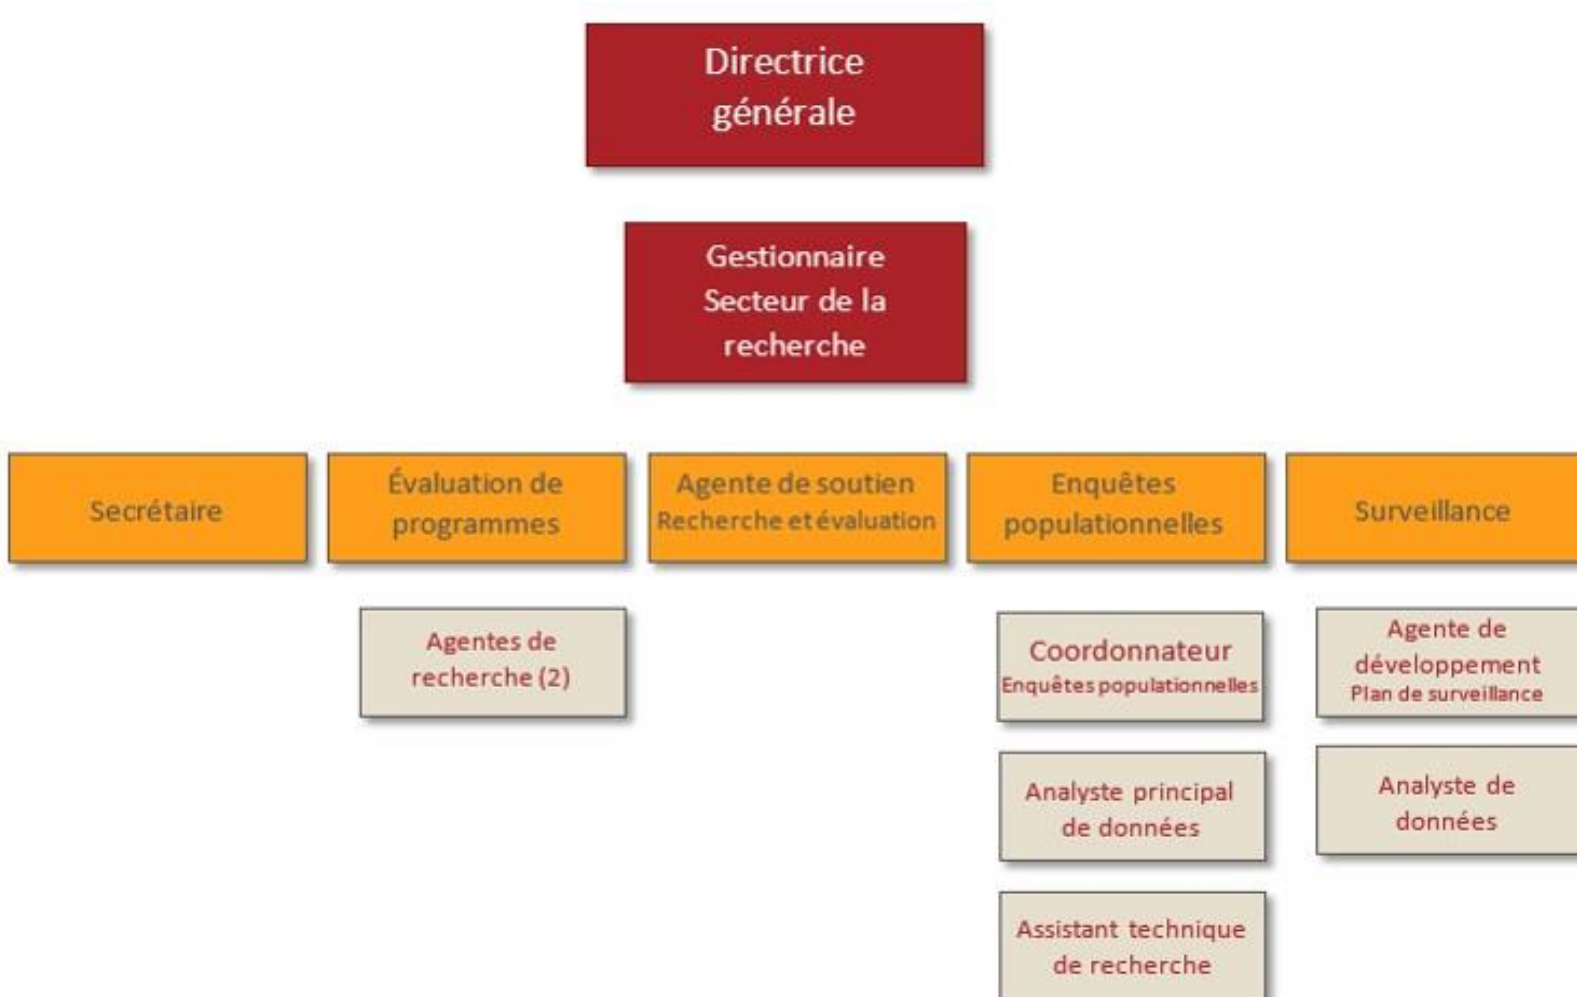 Directrice
générale
Gestionnaire
Secteur de la
recherche
Secrétaire
Évaluation de
programmes
Agente de soutien
Recherche et évaluation
Enquêtes
populationnelles
Surveillance
Agentes de
recherche (2)
Coordonnateur
Enquêtes populationnelles
Analyste principal
de données
Assistant technique
de recherche
Agente de
développement
Plan de surveillance
Analyste de
données